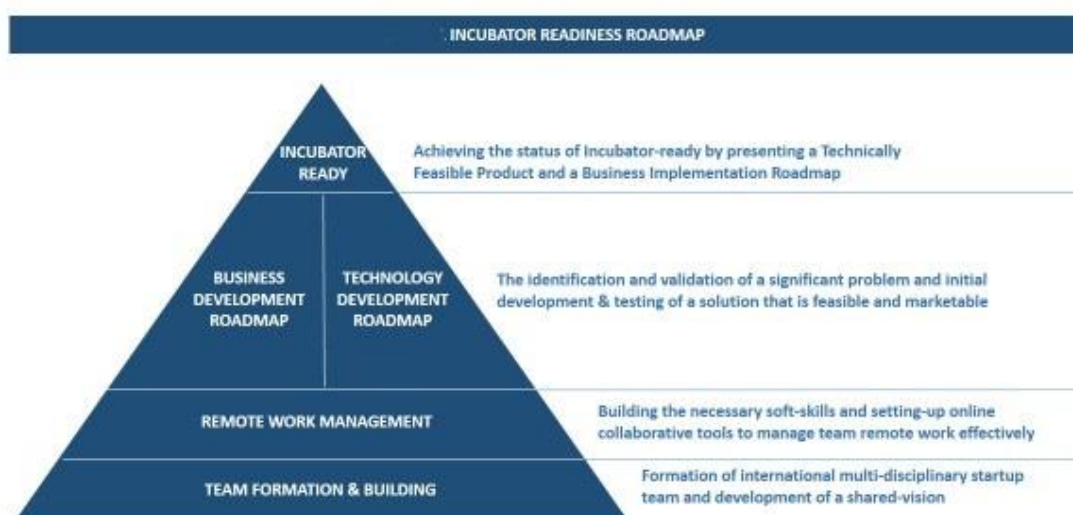 INCUBATOR READINESS ROADMAP
INCUBATOR
READY
Achieving the status of Incubator-ready by presenting a Technically
Feasible Product and a Business Implementation Roadmap
BUSINESS
DEVELOPMENT
ROADMAP
TECHNOLOGY
DEVELOPMENT
ROADMAP
The identification and validation of a significant problem and initial
development & testing of a solution that is feasible and marketable
REMOTE WORK MANAGEMENT
Building the necessary soft-skills and setting-up online
collaborative tools to manage team remote work effectively
TEAM FORMATION & BUILDING
Formation of international multi-disciplinary startup
team and development of a shared-vision